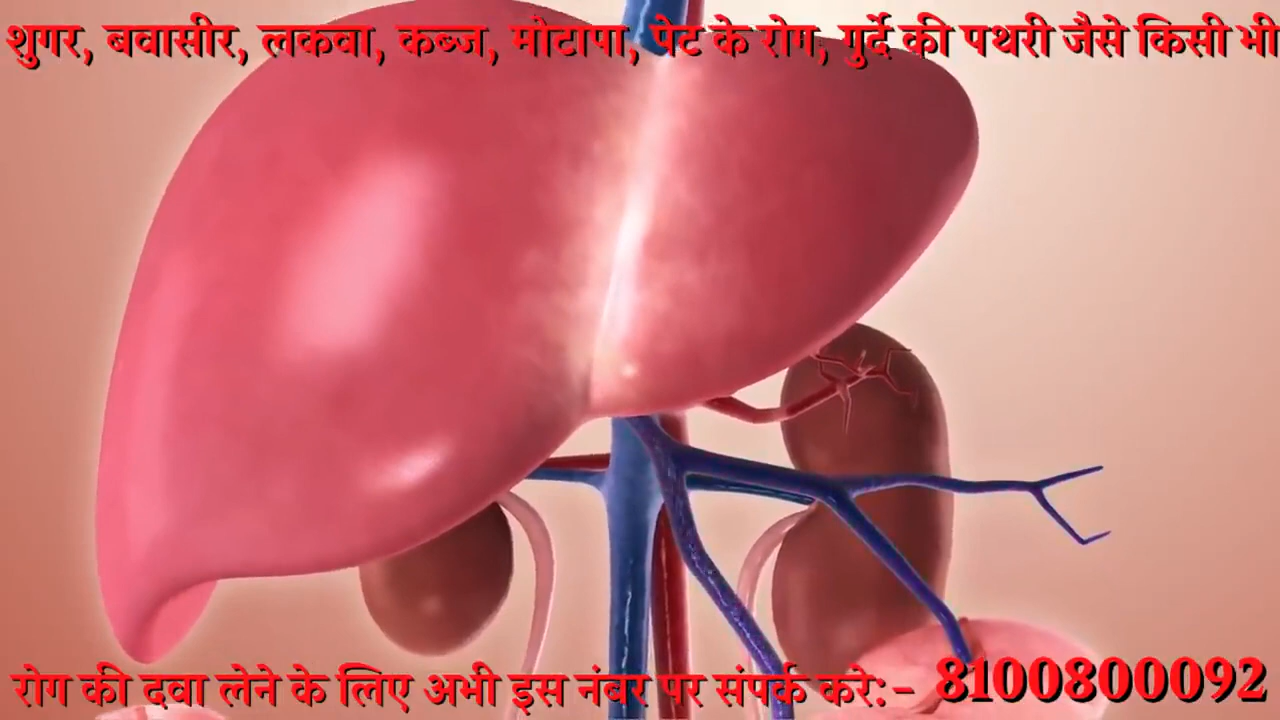 शुगर, बवासीर, लकवा, कब्ज, मोटापा, पेट के रोग, गुर्दे की पथरी जैसे किसी भी
रोग की दवा लेने के लिए अभी इस नंबर पर संपर्क करे:- 8100800092